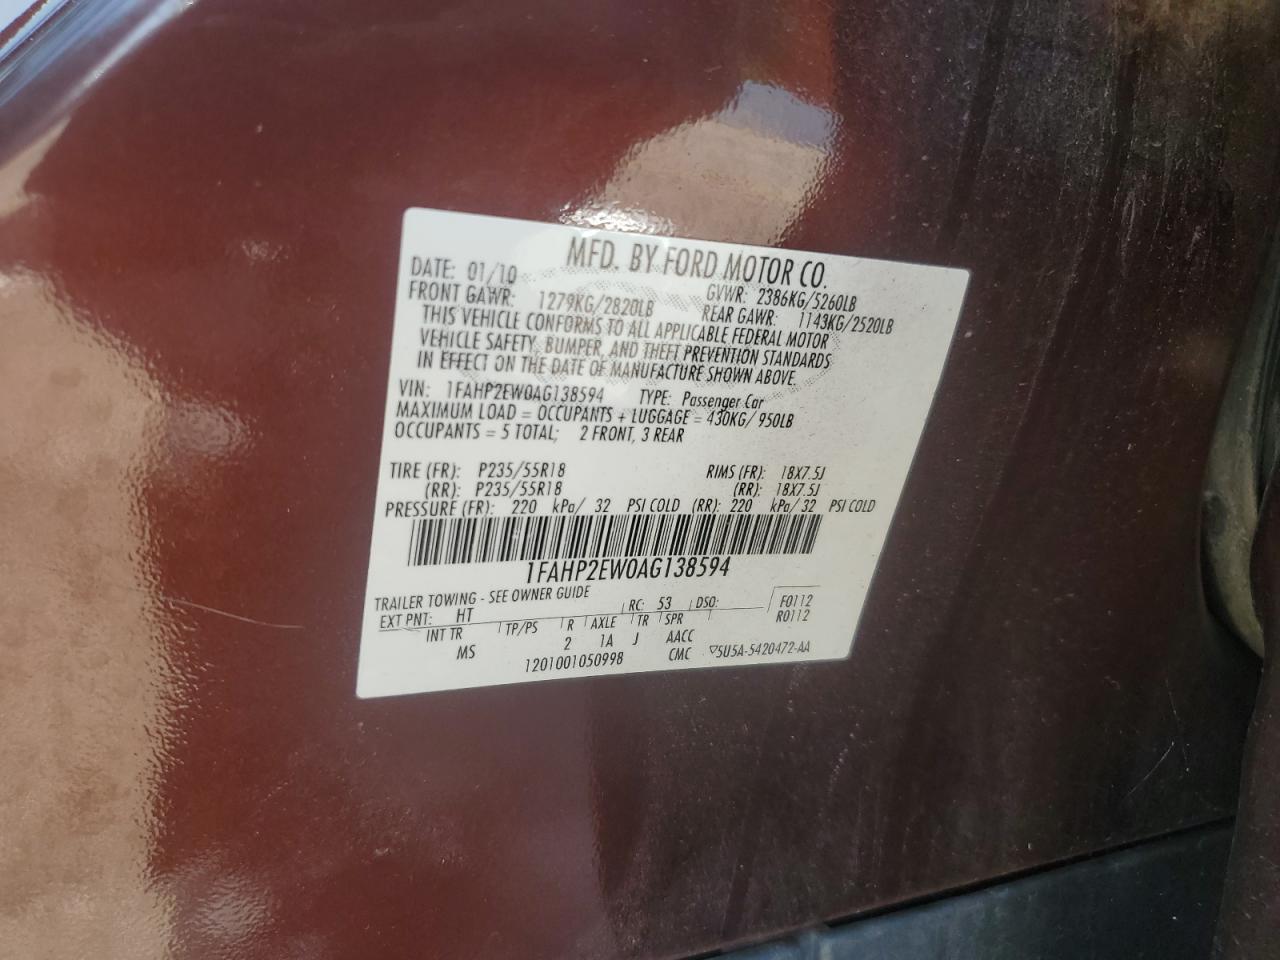 MFD. BY FORD MOTOR CO.
DATE: 01/10
GVWR: 2386KG/5260LB
FRONT GAWR: 1279KG/2820LB
REAR GAWR: 1143KG/2520LB
THIS VEHICLE CONFORMS TO ALL APPLICABLE FEDERAL MOTOR
VEHICLE SAFETY, BUMPER, AND THEFT PREVENTION STANDARDS
IN EFFECT ON THE DATE OF MANUFACTURE SHOWN ABOVE.
VIN: 1FAHP2EW0AG138594 TYPE: Passenger Car
MAXIMUM LOAD = OCCUPANTS + LUGGAGE = 430KG/ 950LB
OCCUPANTS = 5 TOTAL; 2 FRONT, 3 REAR
TIRE (FR): P235/55R18 RIMS (FR): 18X7.5J
(RR): P235/55R18 (RR): 18X7.5J
PRESSURE (FR): 220 kPa/ 32 PSI COLD (RR): 220 kPa/ 32 PSI COLD
1FAHP2EW0AG138594
TRAILER TOWING - SEE OWNER GUIDE
EXT PNT: HT RC: 53 DSO: F0112
R0112
INT TR TP/PS R AXLE TR SPR
MS 2 1A J AACC
1201001050998 CMC ▽5U5A-5420472-AA